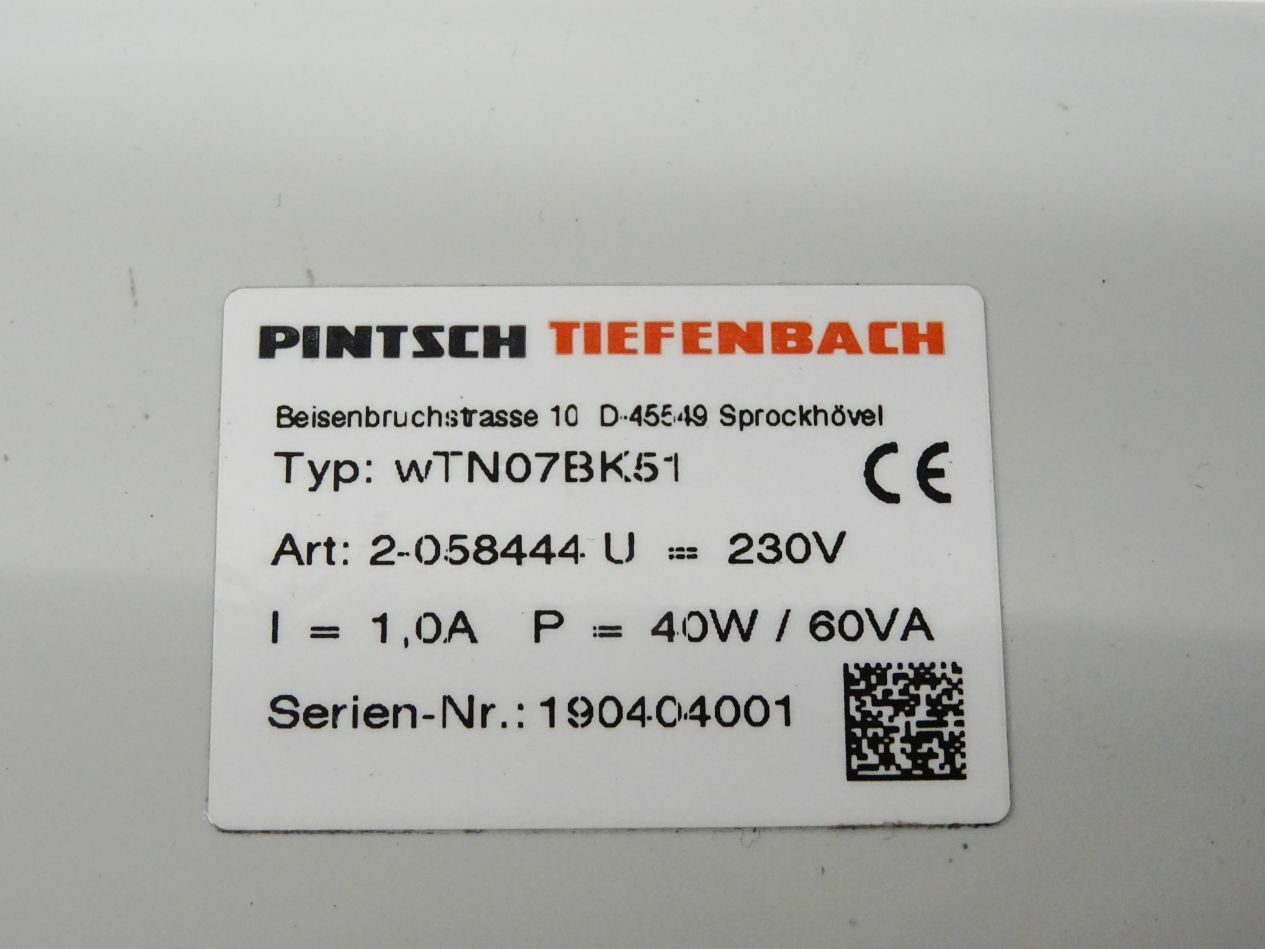 PINTSCH TIEFENBACH
Beisenbruchstrasse 10 D-45549 Sprockhövel
Typ: wTN07BK51
CE
Art: 2-058444 U = 230V
I = 1,0A P = 40W / 60VA
Serien-Nr.: 190404001